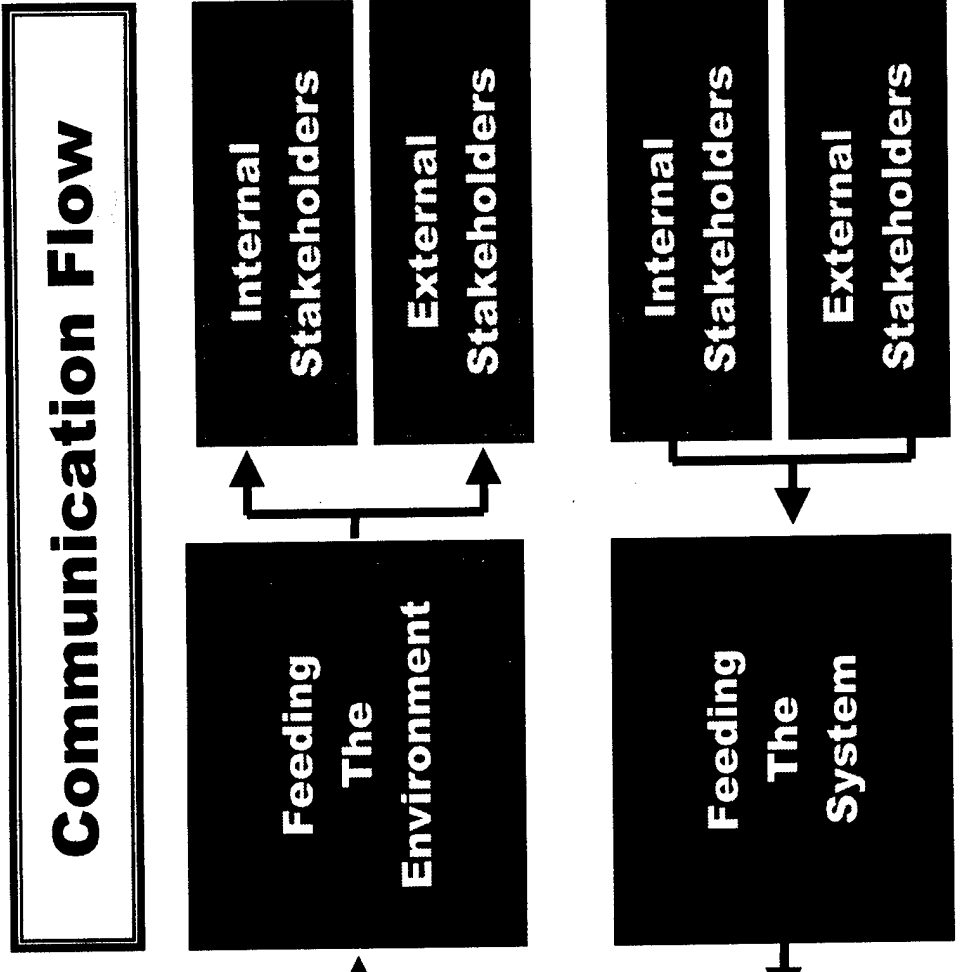 Communication Flow
Feeding
The
Environment
Internal
Stakeholders
External
Stakeholders
Feeding
The
System
Internal
Stakeholders
External
Stakeholders